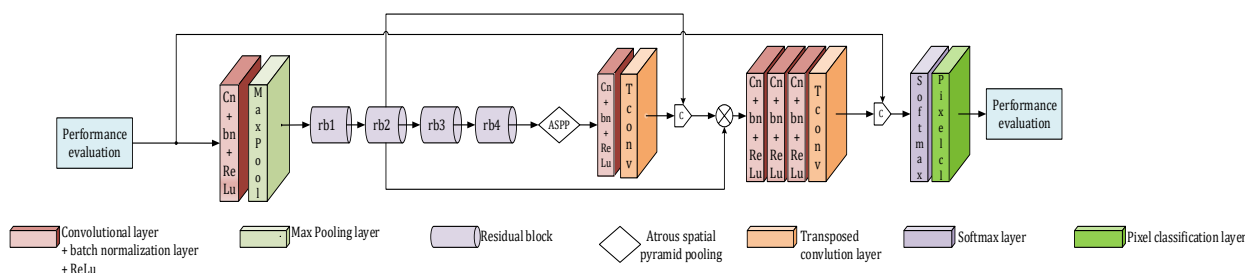 Performance
evaluation
Cn
+
bn
+
Re
Lu
M
a
x
P
o
o
l
rb1
rb2
rb3
rb4
ASPP
Cn
+
bn
+
Re
Lu
T
c
o
n
v
C
Cn
+
bn
+
Re
Lu
Cn
+
bn
+
Re
Lu
Cn
+
bn
+
Re
Lu
T
c
o
n
v
C
S
o
f
t
m
a
x
P
i
x
e
l
c
l
Performance
evaluation
Convolutional layer
+ batch normalization layer
+ ReLu
Max Pooling layer
Residual block
Atrous spatial
pyramid pooling
Transposed
convlution layer
Softmax layer
Pixel classification layer